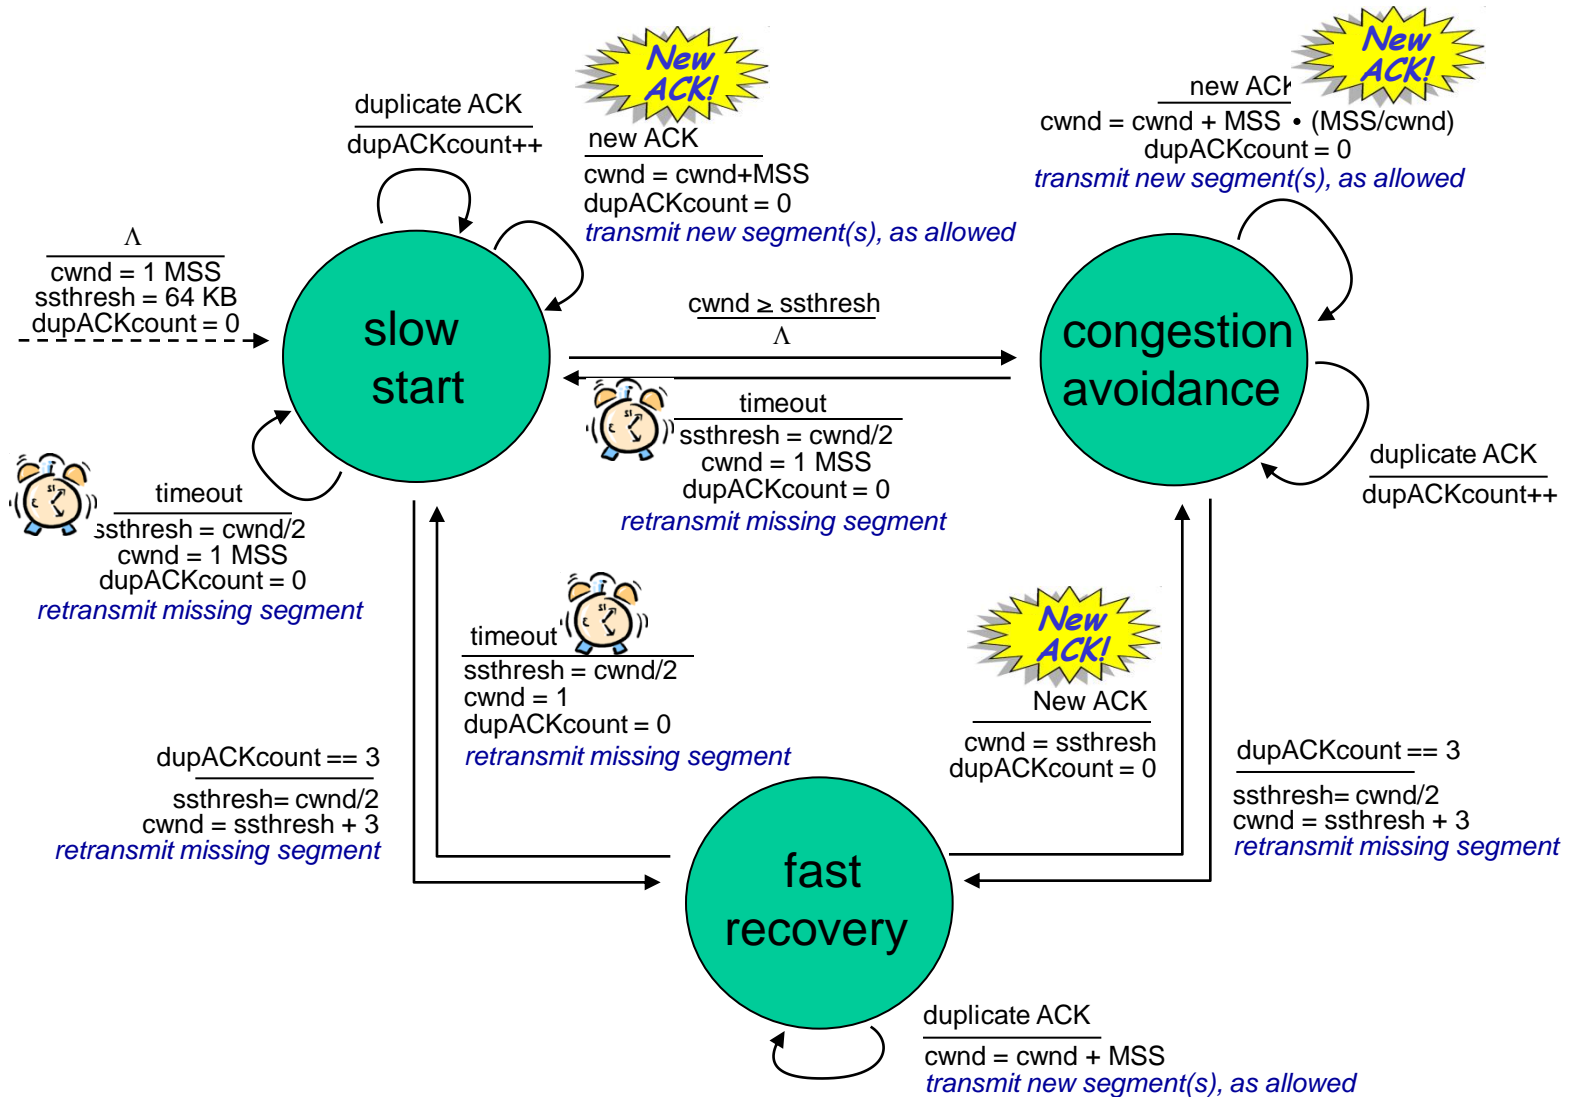 New
ACK!
duplicate ACK
dupACKcount++
new ACK
cwnd = cwnd+MSS
dupACKcount = 0
transmit new segment(s), as allowed
New
ACK!
new ACK
cwnd = cwnd + MSS • (MSS/cwnd)
dupACKcount = 0
transmit new segment(s), as allowed
Λ
cwnd = 1 MSS
ssthresh = 64 KB
dupACKcount = 0
slow
start
cwnd ≥ ssthresh
Λ
congestion
avoidance
timeout
ssthresh = cwnd/2
cwnd = 1 MSS
dupACKcount = 0
retransmit missing segment
duplicate ACK
dupACKcount++
timeout
ssthresh = cwnd/2
cwnd = 1 MSS
dupACKcount = 0
retransmit missing segment
timeout
ssthresh = cwnd/2
cwnd = 1
dupACKcount = 0
retransmit missing segment
New
ACK!
New ACK
cwnd = ssthresh
dupACKcount = 0
dupACKcount == 3
ssthresh= cwnd/2
cwnd = ssthresh + 3
retransmit missing segment
dupACKcount == 3
ssthresh= cwnd/2
cwnd = ssthresh + 3
retransmit missing segment
fast
recovery
duplicate ACK
cwnd = cwnd + MSS
transmit new segment(s), as allowed